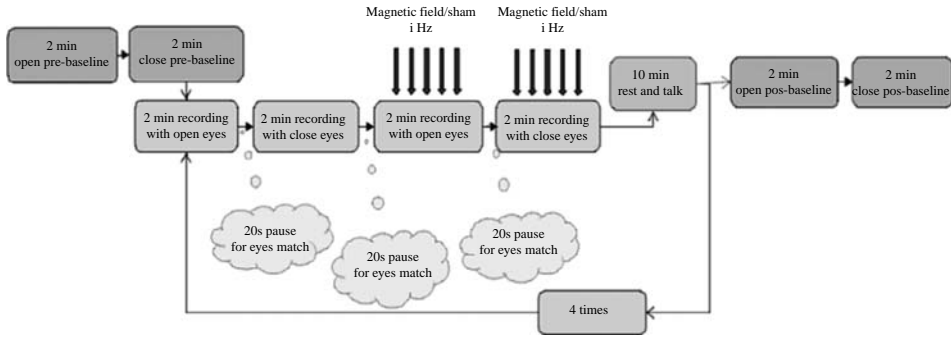 Magnetic field/sham
i Hz
Magnetic field/sham
i Hz
2 min
open pre-baseline
2 min
close pre-baseline
10 min
rest and talk
2 min
open pos-baseline
2 min
close pos-baseline
2 min recording
with open eyes
2 min recording
with close eyes
2 min recording
with open eyes
2 min recording
with close eyes
20s pause
for eyes match
20s pause
for eyes match
20s pause
for eyes match
4 times